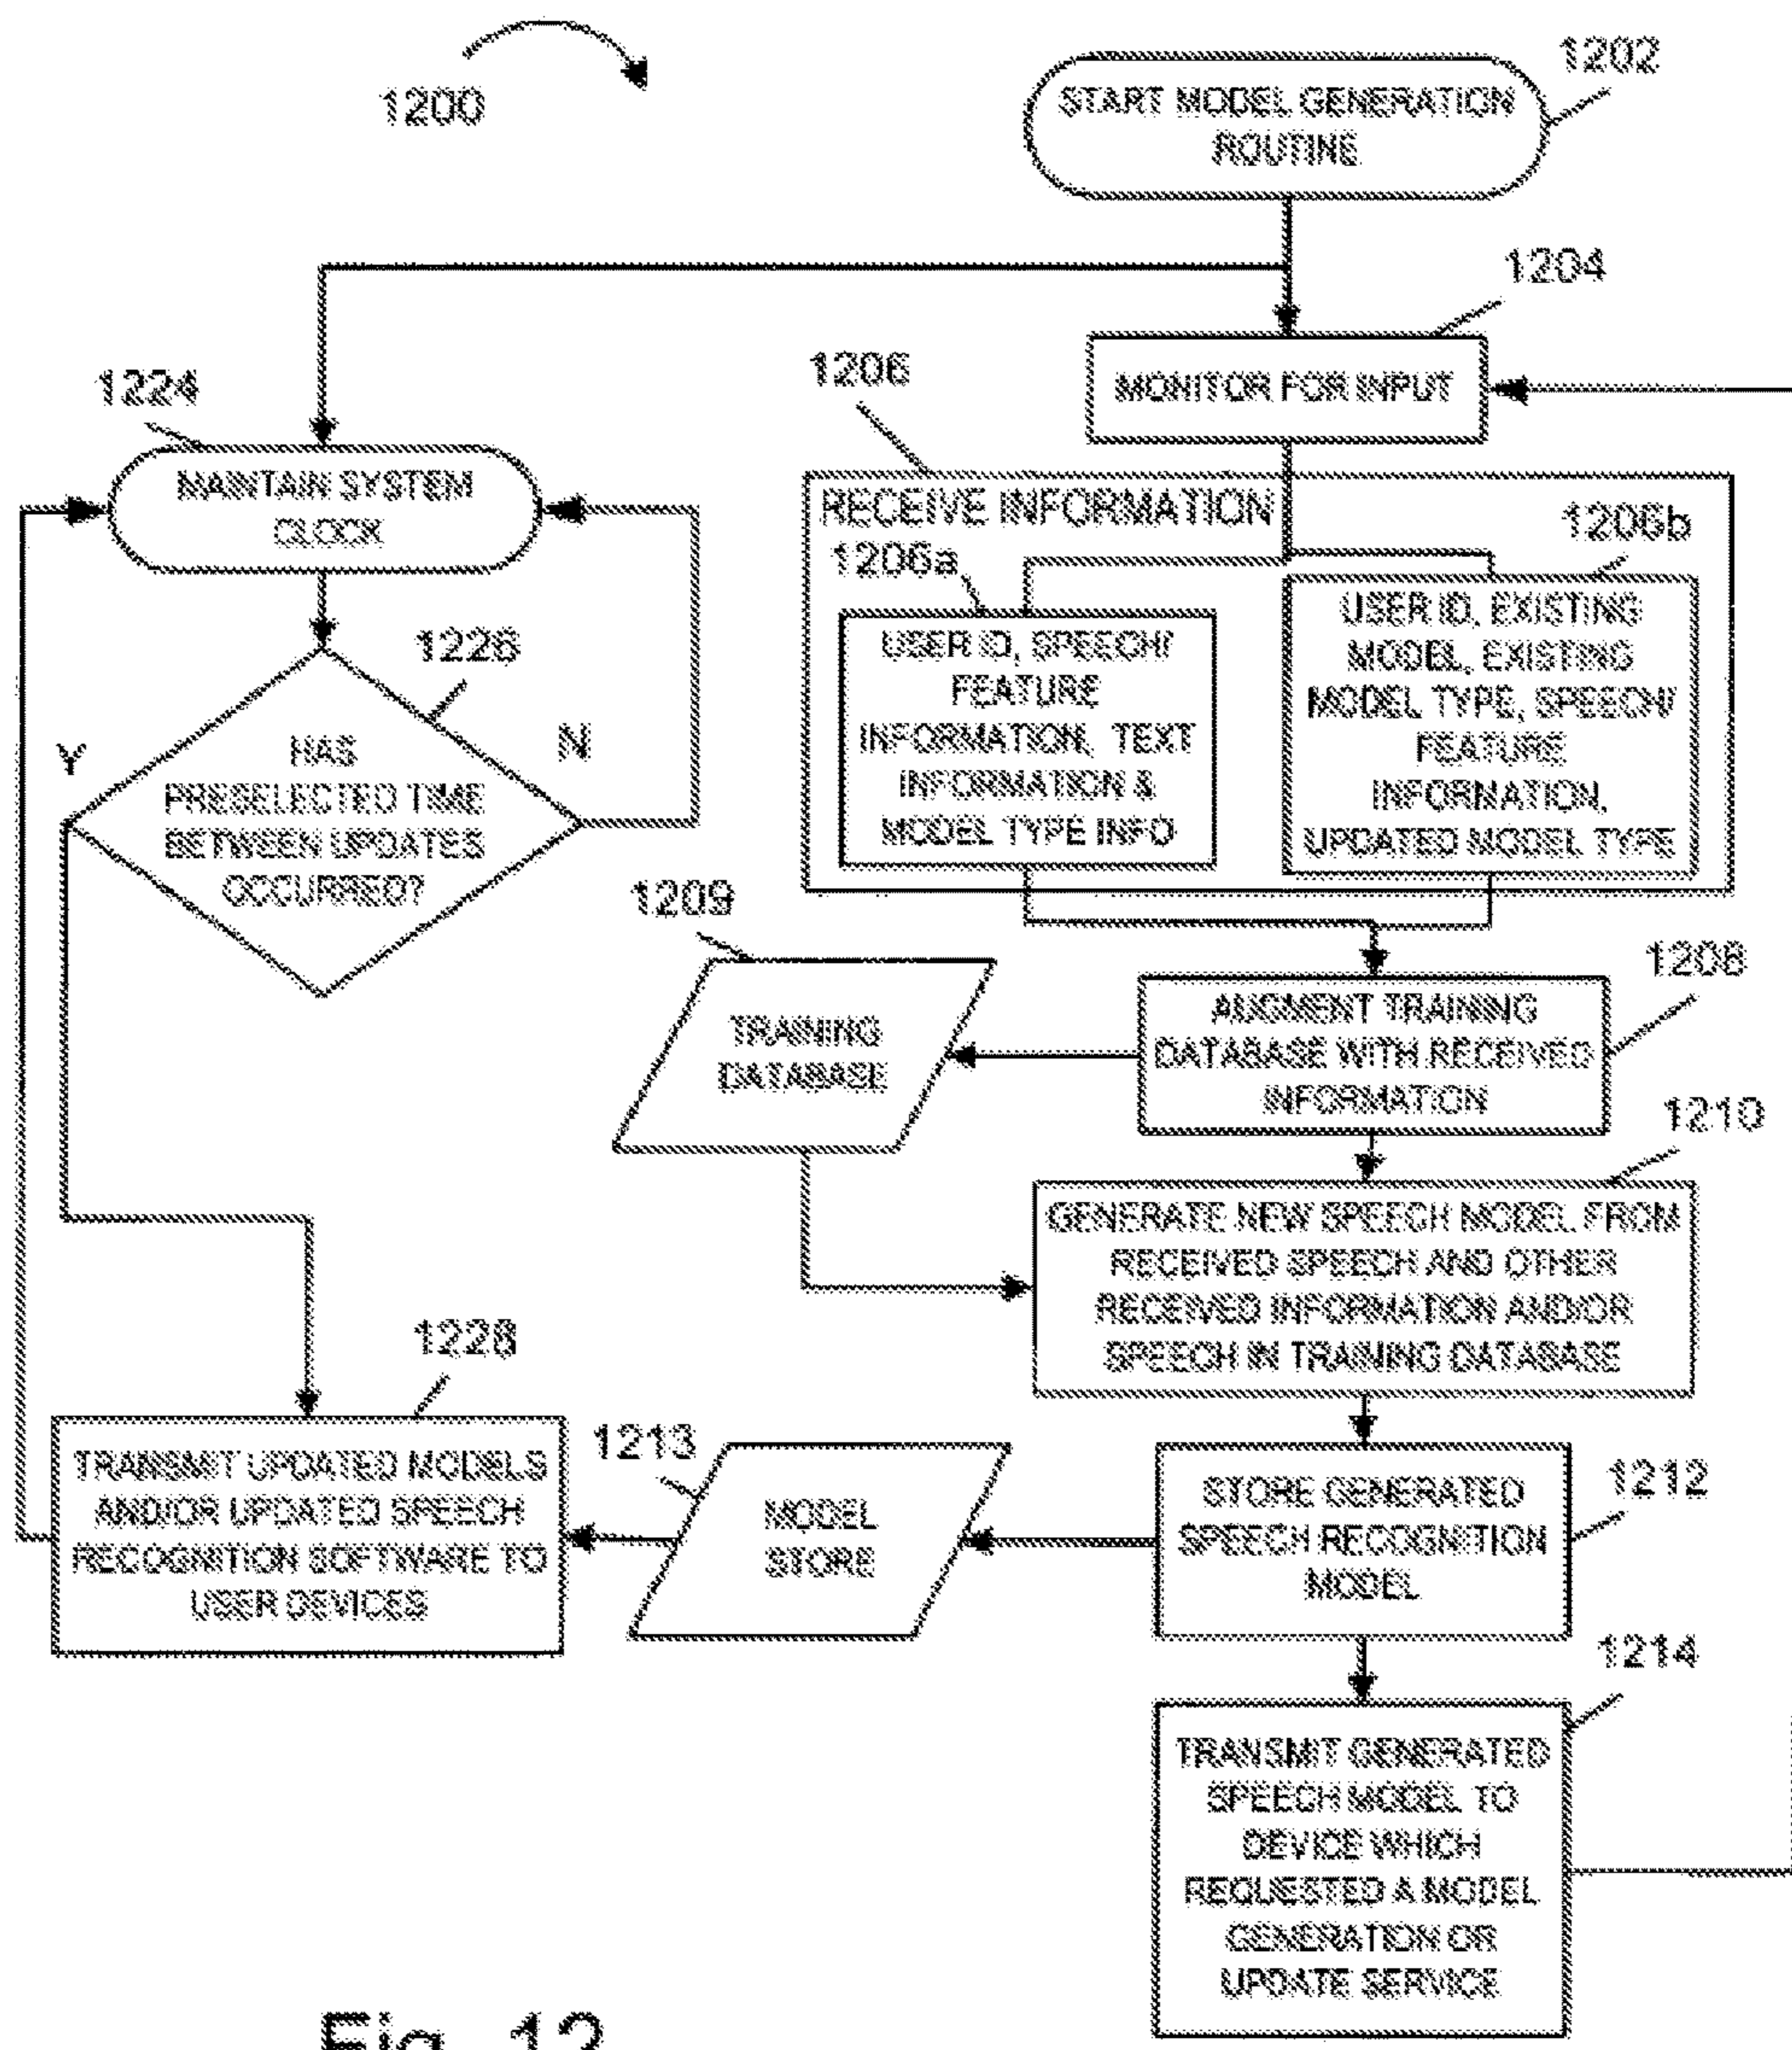 1200
1202
START MODEL GENERATION
ROUTINE
1204
MONITOR FOR INPUT
1206
RECEIVE INFORMATION
1206a
USER ID, SPEECH/
FEATURE
INFORMATION, TEXT
INFORMATION &
MODEL TYPE INFO
1206b
USER ID, EXISTING
MODEL, EXISTING
MODEL TYPE, SPEECH/
FEATURE
INFORMATION,
UPDATED MODEL TYPE
1224
MAINTAIN SYSTEM
CLOCK
1226
Y
N
HAS
PRESELECTED TIME
BETWEEN UPDATES
OCCURRED?
1209
TRAINING
DATABASE
1208
AUGMENT TRAINING
DATABASE WITH RECEIVED
INFORMATION
1210
GENERATE NEW SPEECH MODEL FROM
RECEIVED SPEECH AND OTHER
RECEIVED INFORMATION AND/OR
SPEECH IN TRAINING DATABASE
1228
TRANSMIT UPDATED MODELS
AND/OR UPDATED SPEECH
RECOGNITION SOFTWARE TO
USER DEVICES
1213
MODEL
STORE
1212
STORE GENERATED
SPEECH RECOGNITION
MODEL
1214
TRANSMIT GENERATED
SPEECH MODEL TO
DEVICE WHICH
REQUESTED A MODEL
GENERATION OR
UPDATE SERVICE
Fig. 12